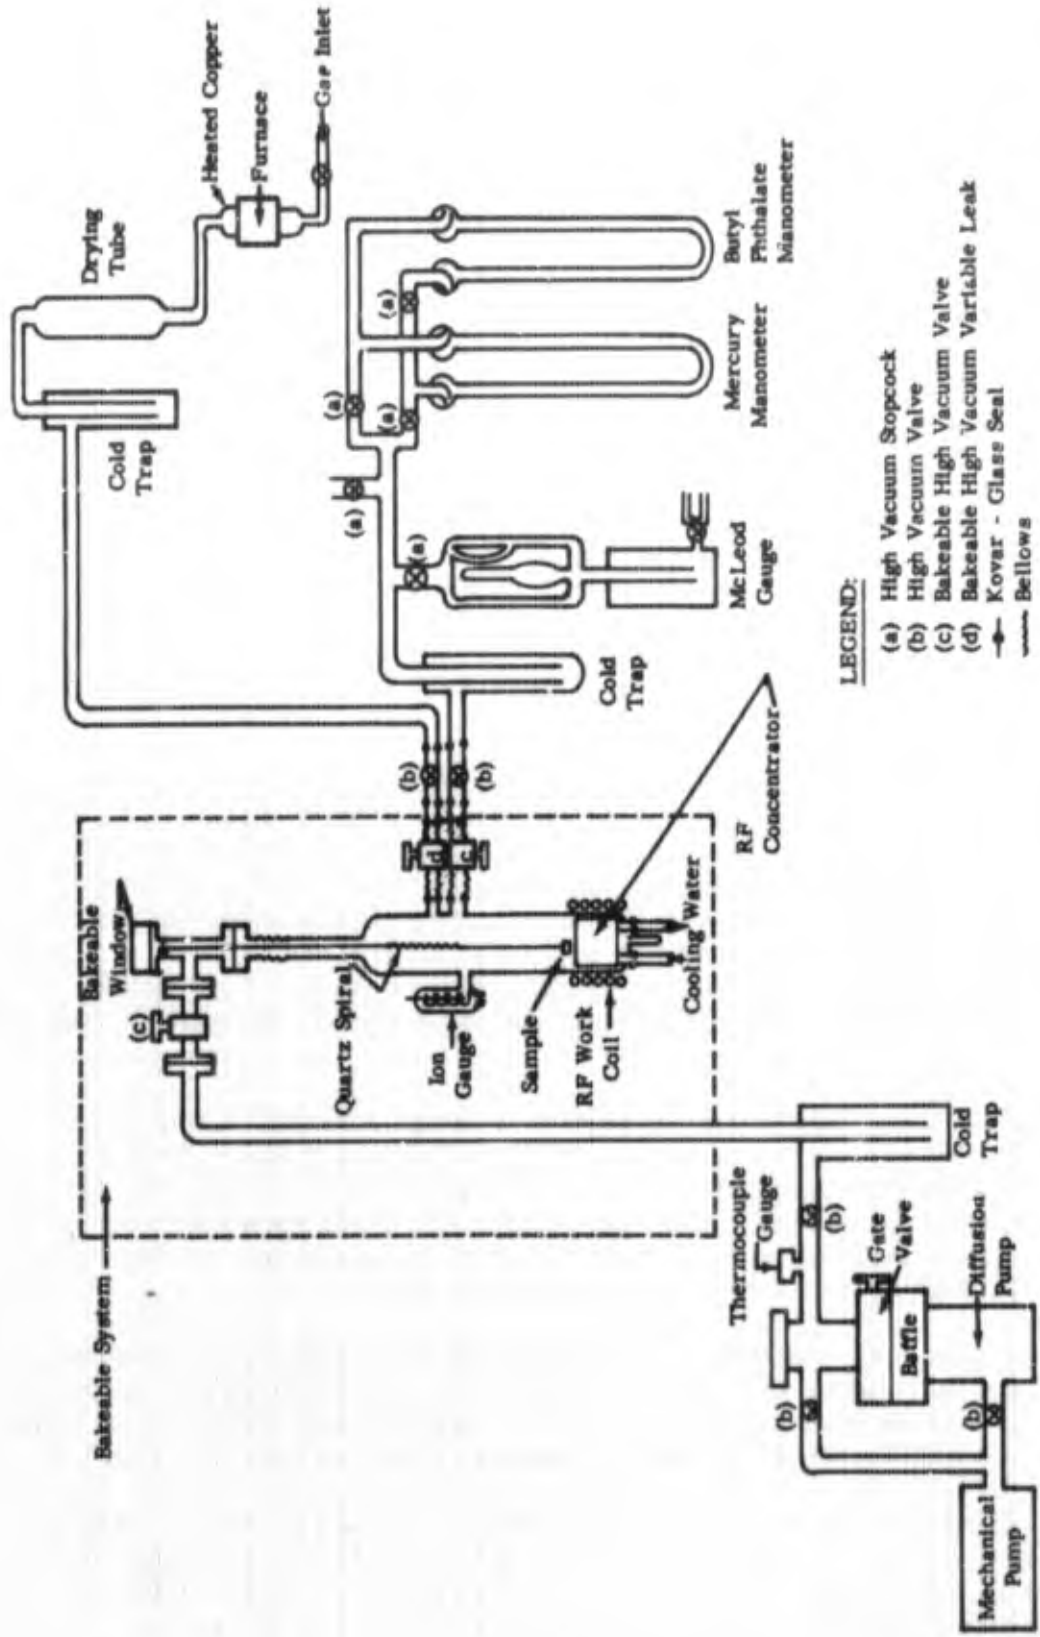 Bakeable System
Bakeable
Window
(c)
Quartz Spiral
Ion
Gauge
Sample
RF Work
Coil
Cooling Water
RF
Concentrator
d
c
(b)
(b)
Cold
Trap
Drying
Tube
Heated Copper
Furnace
Gas Inlet
Cold
Trap
(a)
(a)
(a)
(a)
(a)
McLeod
Gauge
Mercury
Manometer
Butyl
Phthalate
Manometer
Thermocouple
Gauge
(b)
(b)
(b)
Gate
Valve
Baffle
Diffusion
Pump
Cold
Trap
Mechanical
Pump
LEGEND:
(a) High Vacuum Stopcock
(b) High Vacuum Valve
(c) Bakeable High Vacuum Valve
(d) Bakeable High Vacuum Variable Leak
Kovar - Glass Seal
Bellows